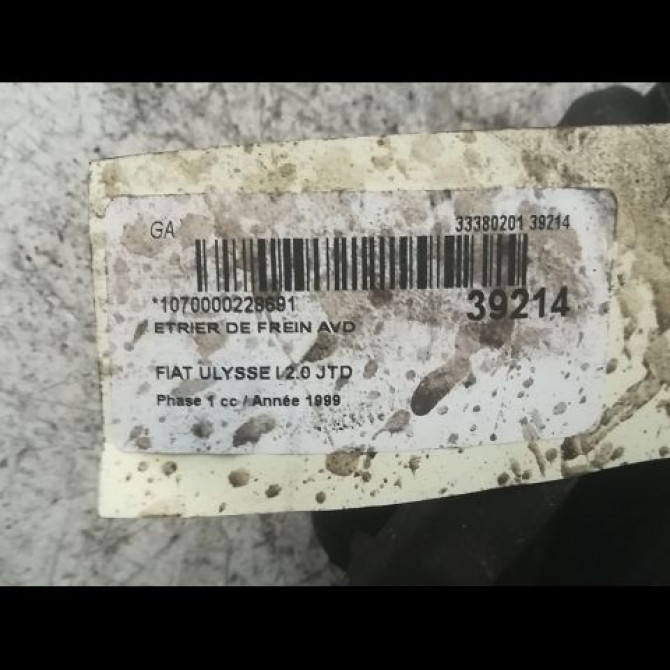 GA
33380201 39214
*1070000228691
39214
ETRIER DE FREIN AVD
FIAT ULYSSE I 2.0 JTD
Phase 1 cc / Année 1999